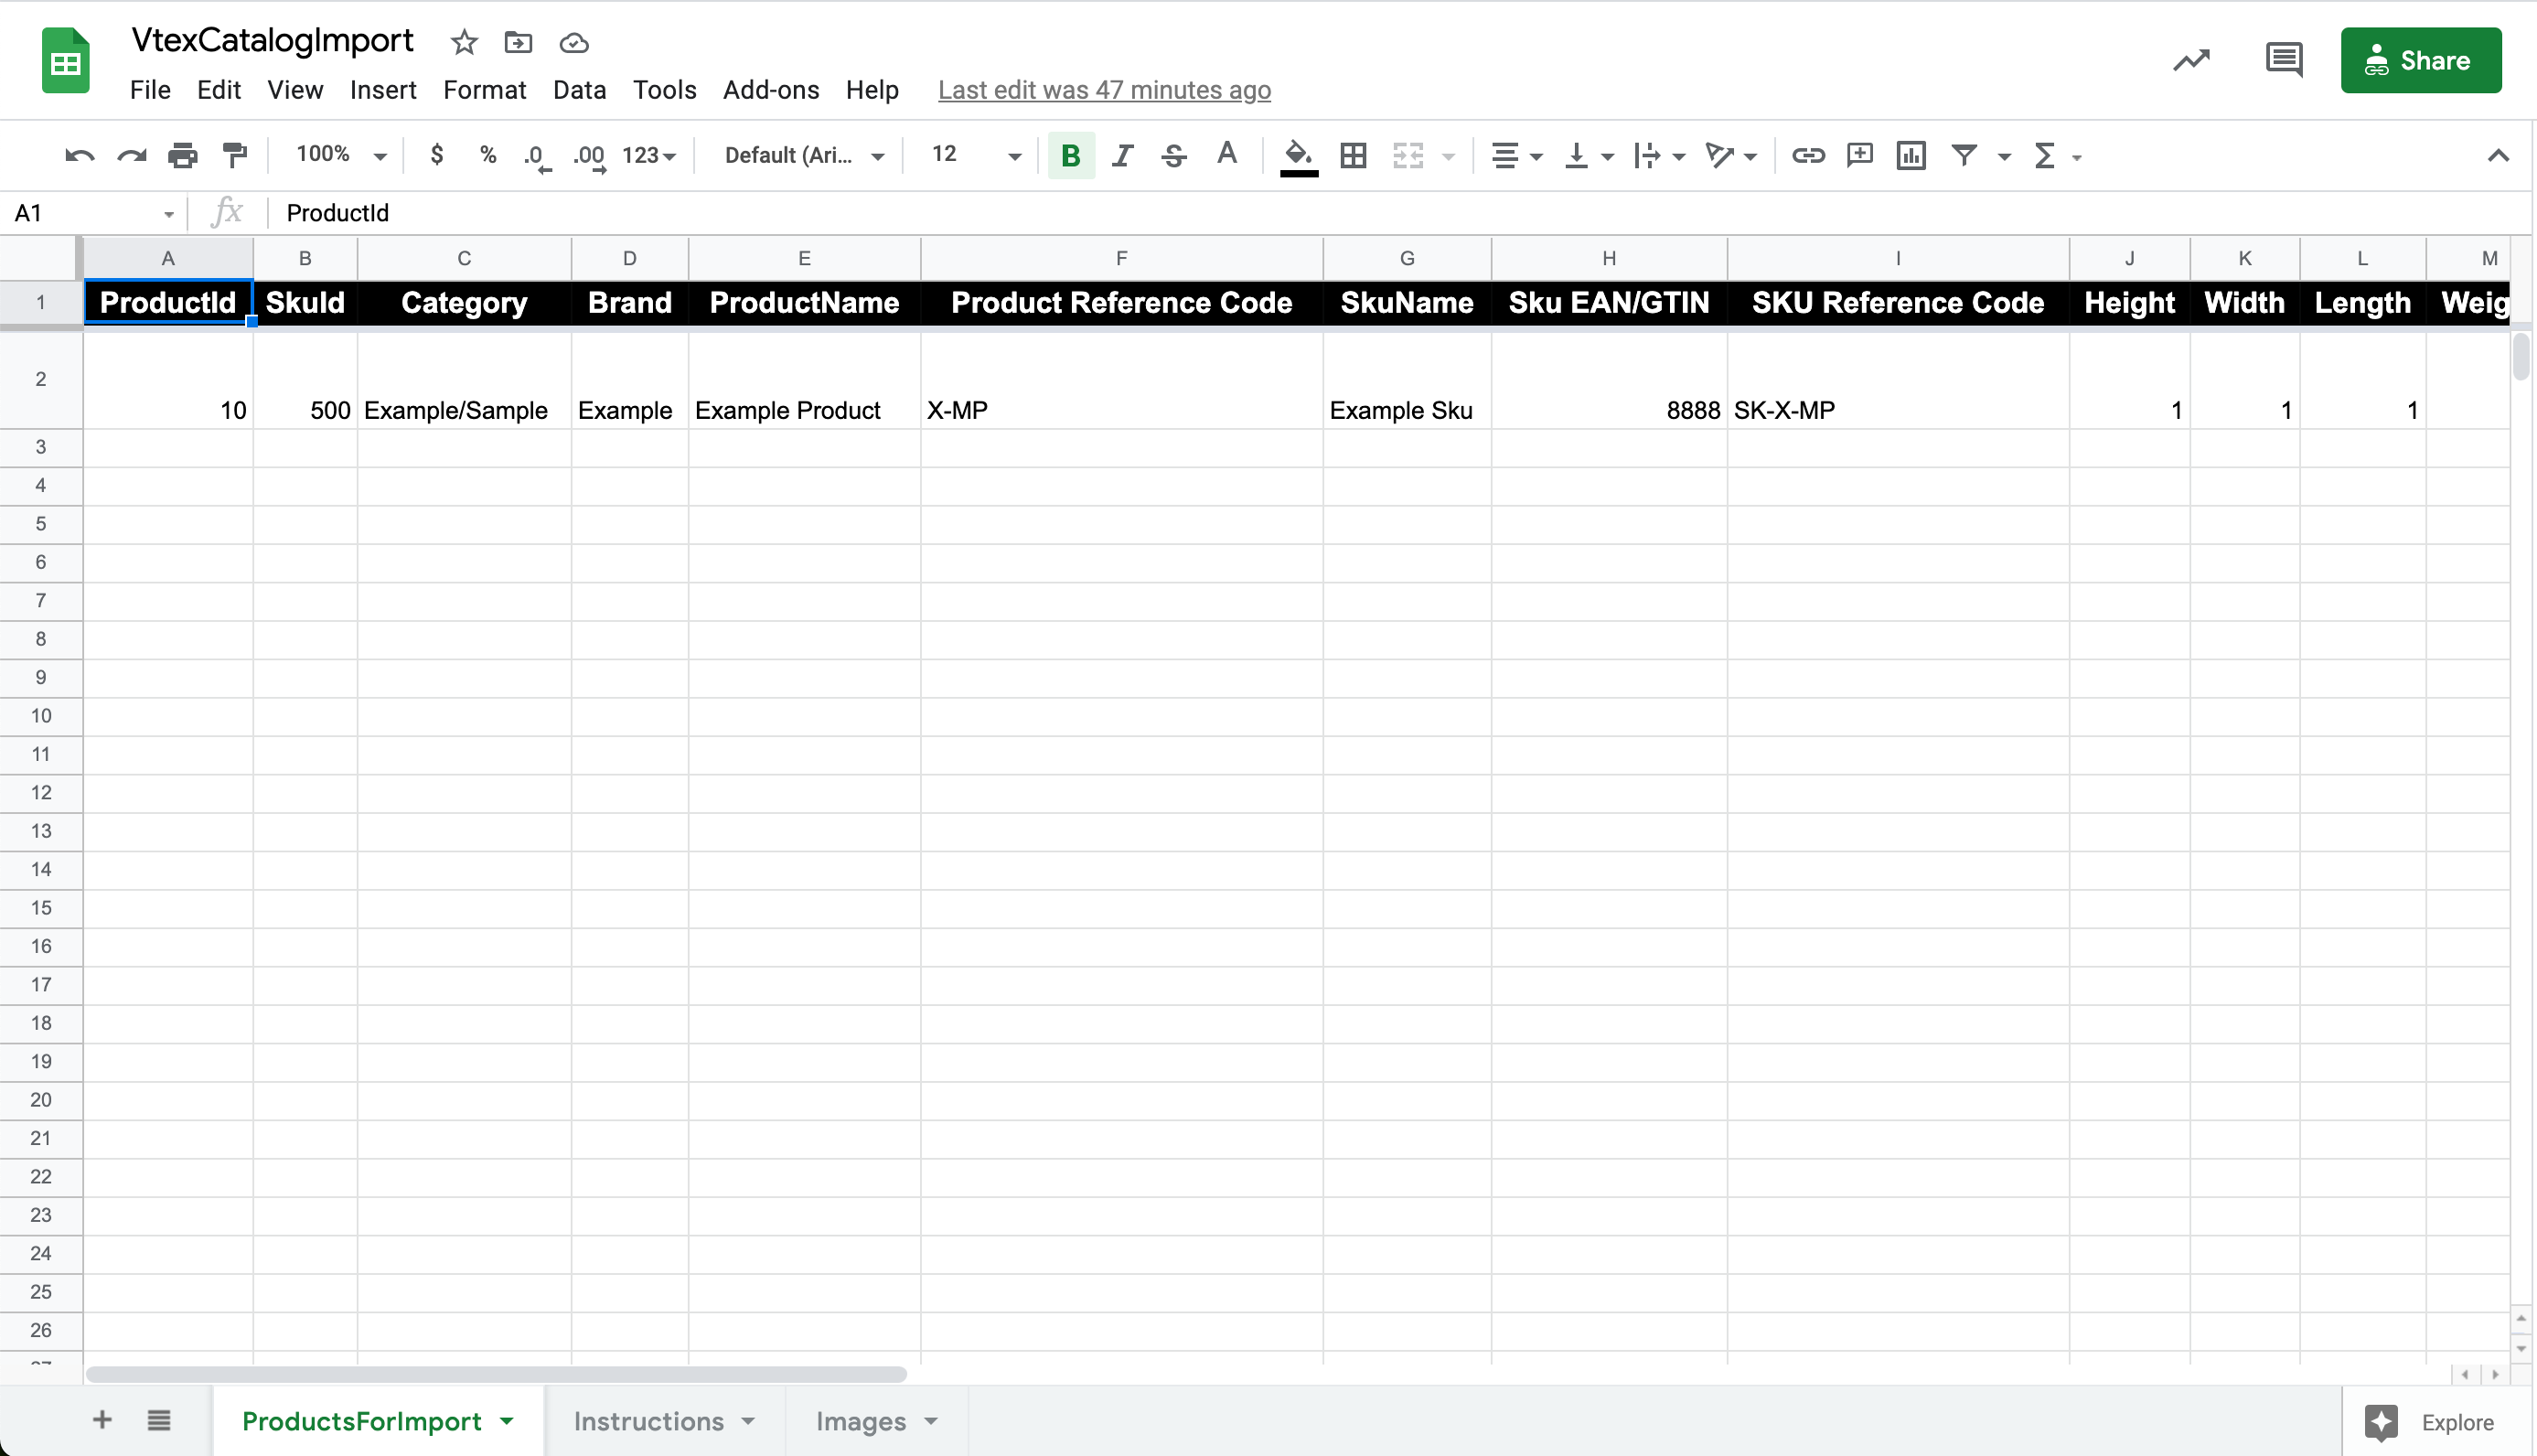 VtexCatalogImport
File Edit View Insert Format Data Tools Add-ons Help Last edit was 47 minutes ago
Share
100% $ % .0 .00 123 Default (Ari... 12 B I S A Σ
A1 fx ProductId
A B C D E F G H I J K L M
1 ProductId SkuId Category Brand ProductName Product Reference Code SkuName Sku EAN/GTIN SKU Reference Code Height Width Length Weig
2 10 500 Example/Sample Example Example Product X-MP Example Sku 8888 SK-X-MP 1 1 1
3
4
5
6
7
8
9
10
11
12
13
14
15
16
17
18
19
20
21
22
23
24
25
26
ProductsForImport Instructions Images Explore